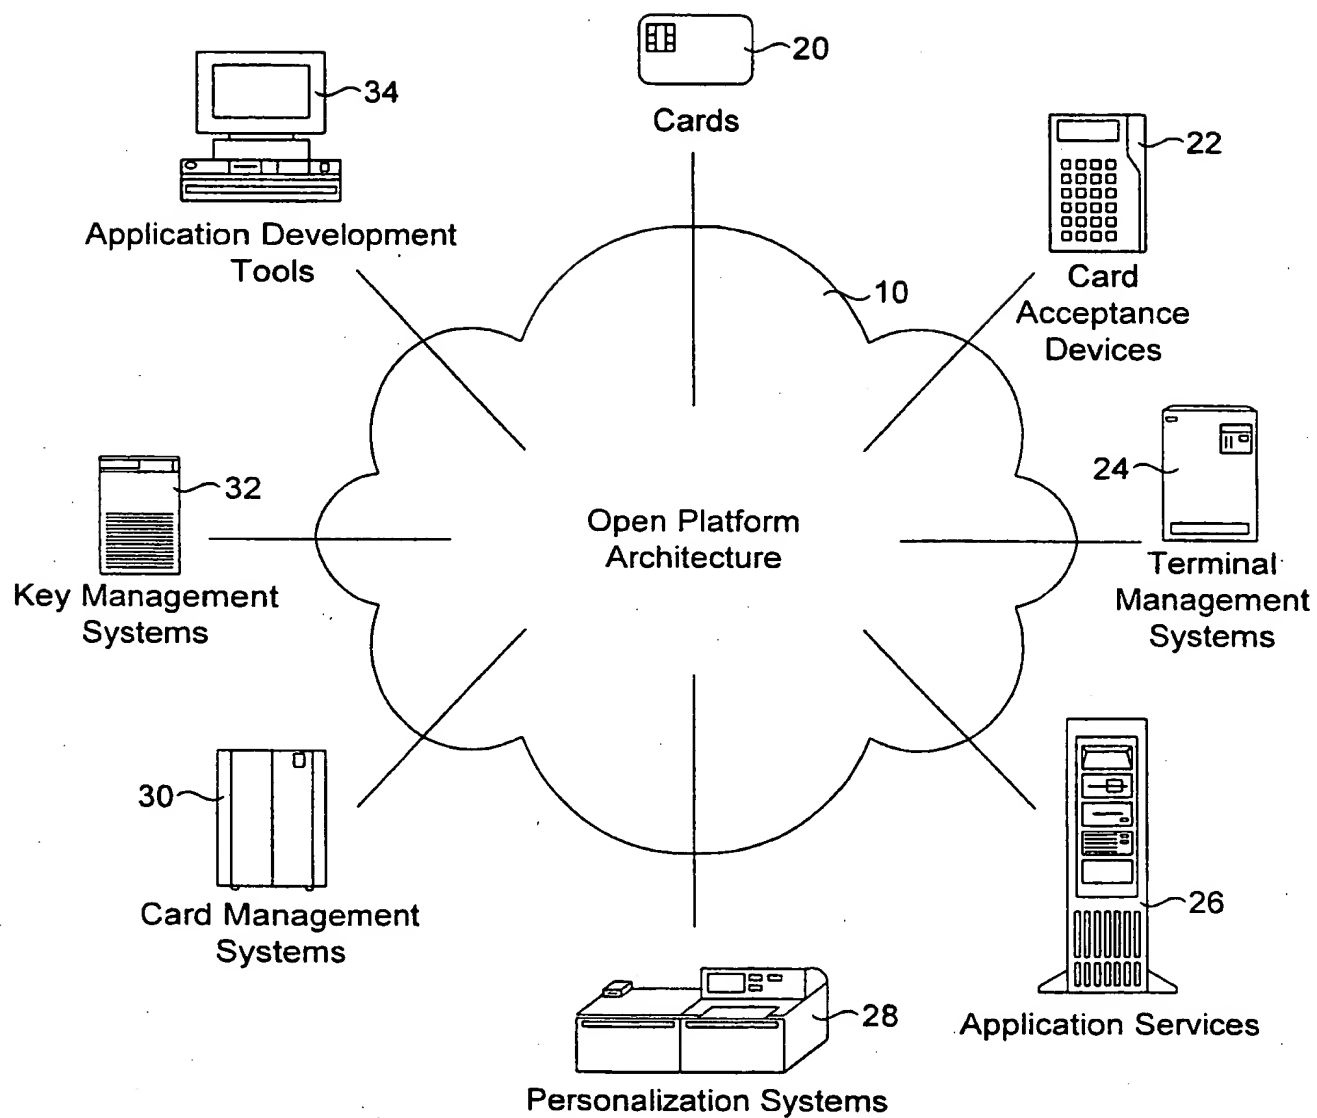 20
Cards
34
Application Development
Tools
22
Card
Acceptance
Devices
10
24
Terminal
Management
Systems
32
Key Management
Systems
Open Platform
Architecture
30
Card Management
Systems
26
Application Services
28
Personalization Systems